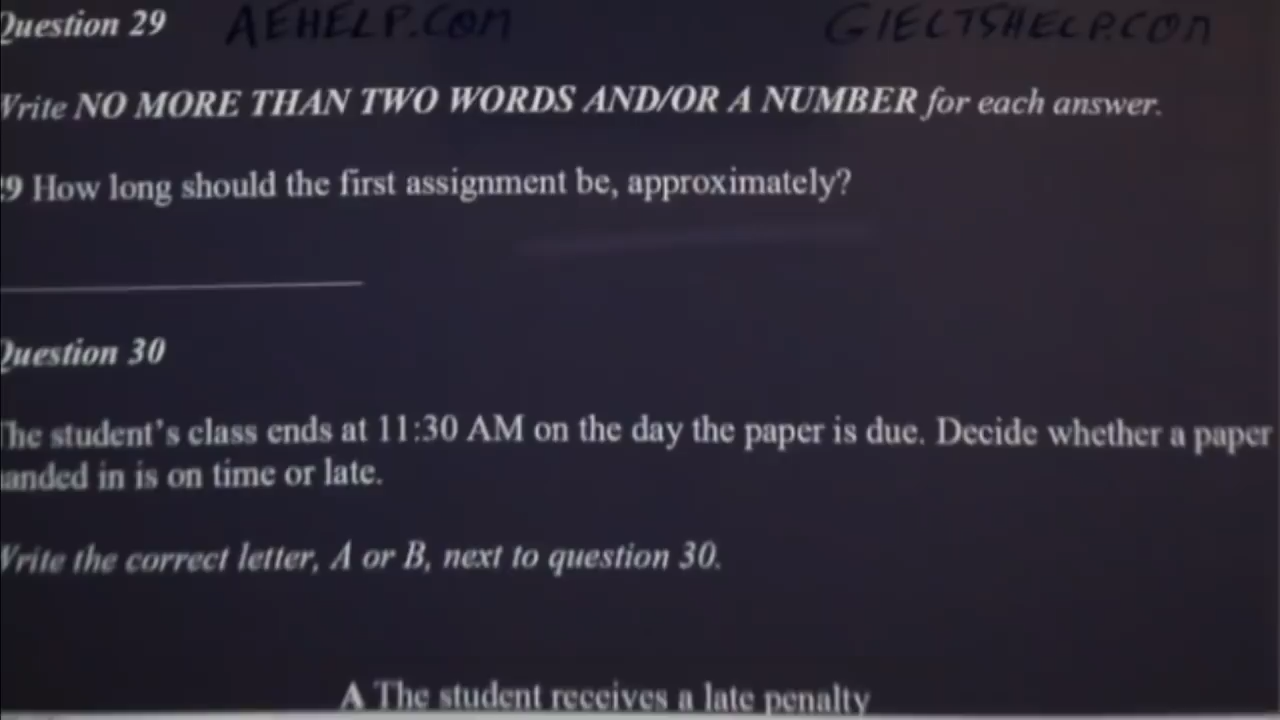 Question 29 AEHELP.COM GIELTSHELP.COM
Write NO MORE THAN TWO WORDS AND/OR A NUMBER for each answer.
29 How long should the first assignment be, approximately?
Question 30
The student's class ends at 11:30 AM on the day the paper is due. Decide whether a paper
handed in is on time or late.
Write the correct letter, A or B, next to question 30.
A The student receives a late penalty